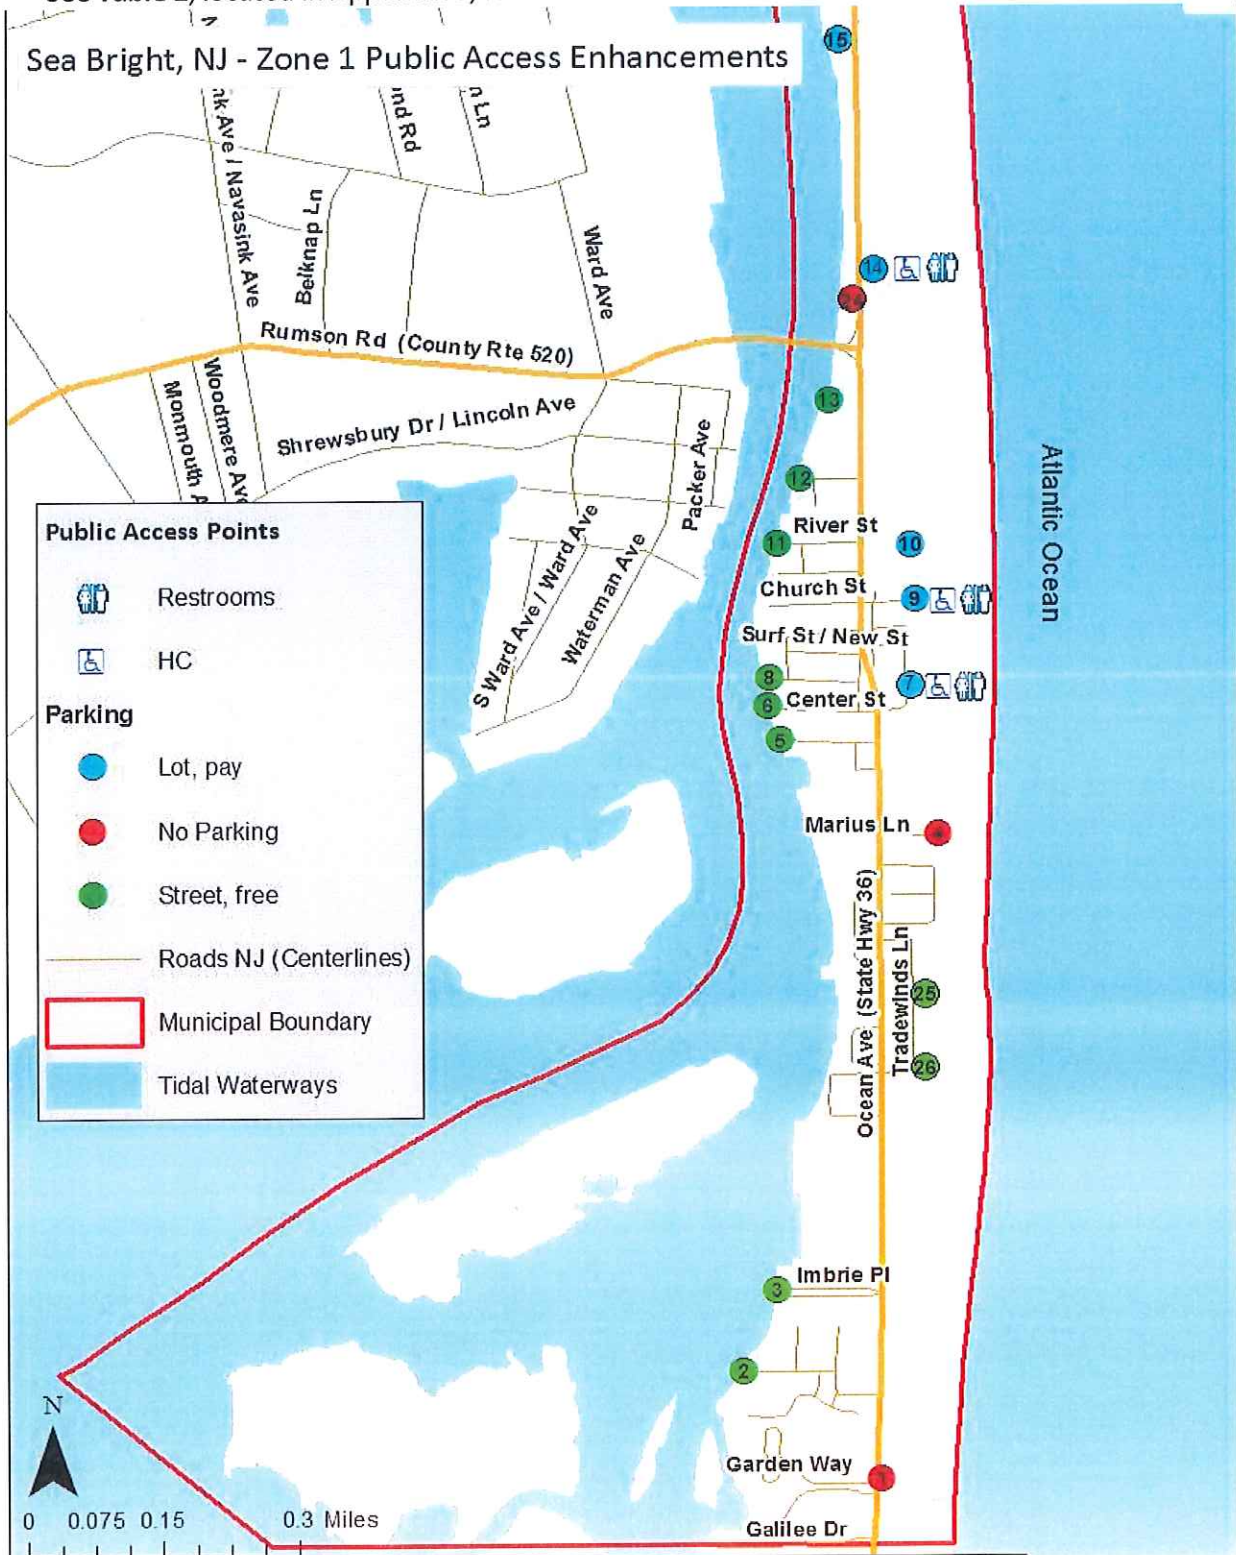 Sea Bright, NJ - Zone 1 Public Access Enhancements
15
Navasink Ave
Belknap Ln
Ward Ave
14
Rumson Rd (County Rte 520)
13
Shrewsbury Dr / Lincoln Ave
Woodmere Ave
Monmouth
Packer Ave
12
River St
11
10
Church St
9
Surf St / New St
8
7
6
Center St
5
S Ward Ave / Ward Ave
Waterman Ave
Atlantic Ocean
Public Access Points
Restrooms
HC
Parking
Lot, pay
No Parking
Street, free
Roads NJ (Centerlines)
Municipal Boundary
Tidal Waterways
Marius Ln
Ocean Ave (State Hwy 36)
Tradewinds Ln
25
26
Imbrie Pl
3
2
Garden Way
1
Galilee Dr
N
0 0.075 0.15 0.3 Miles